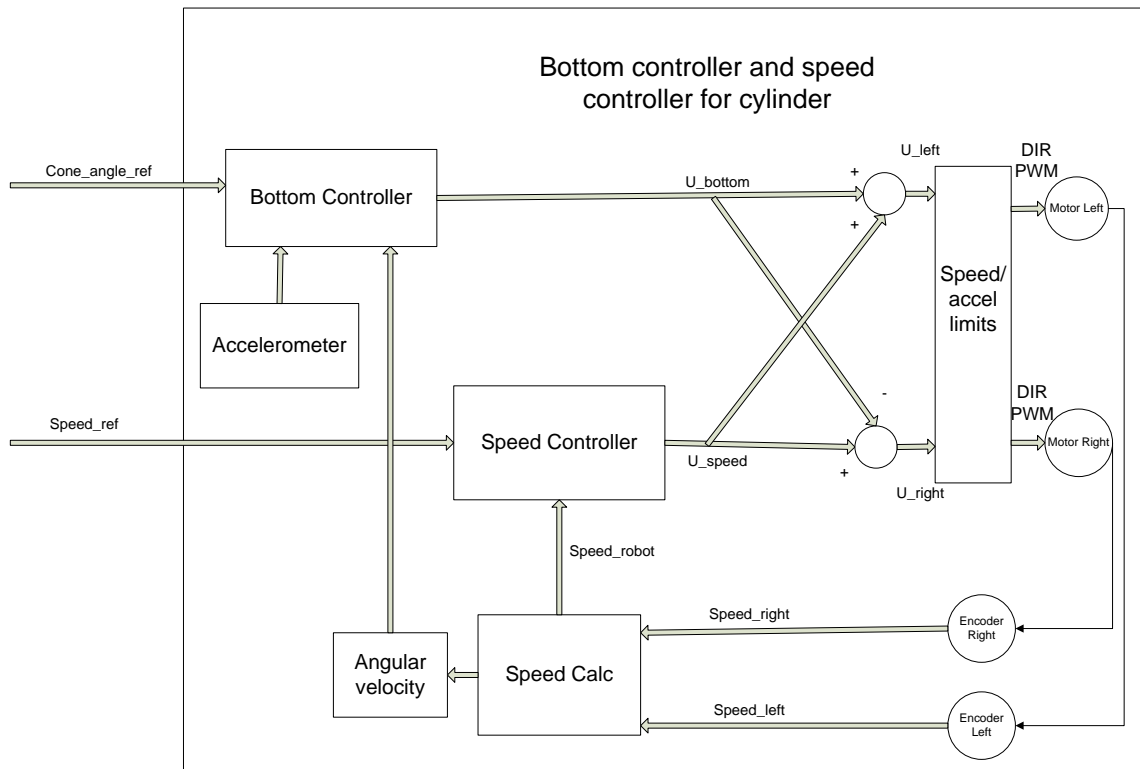 Bottom controller and speed
controller for cylinder
Cone_angle_ref
Bottom Controller
U_bottom
+
+
U_left
DIR
PWM
Motor Left
Accelerometer
Speed/
accel
limits
Speed_ref
Speed Controller
U_speed
-
+
U_right
DIR
PWM
Motor Right
Speed_robot
Speed_right
Encoder
Right
Angular
velocity
Speed Calc
Speed_left
Encoder
Left